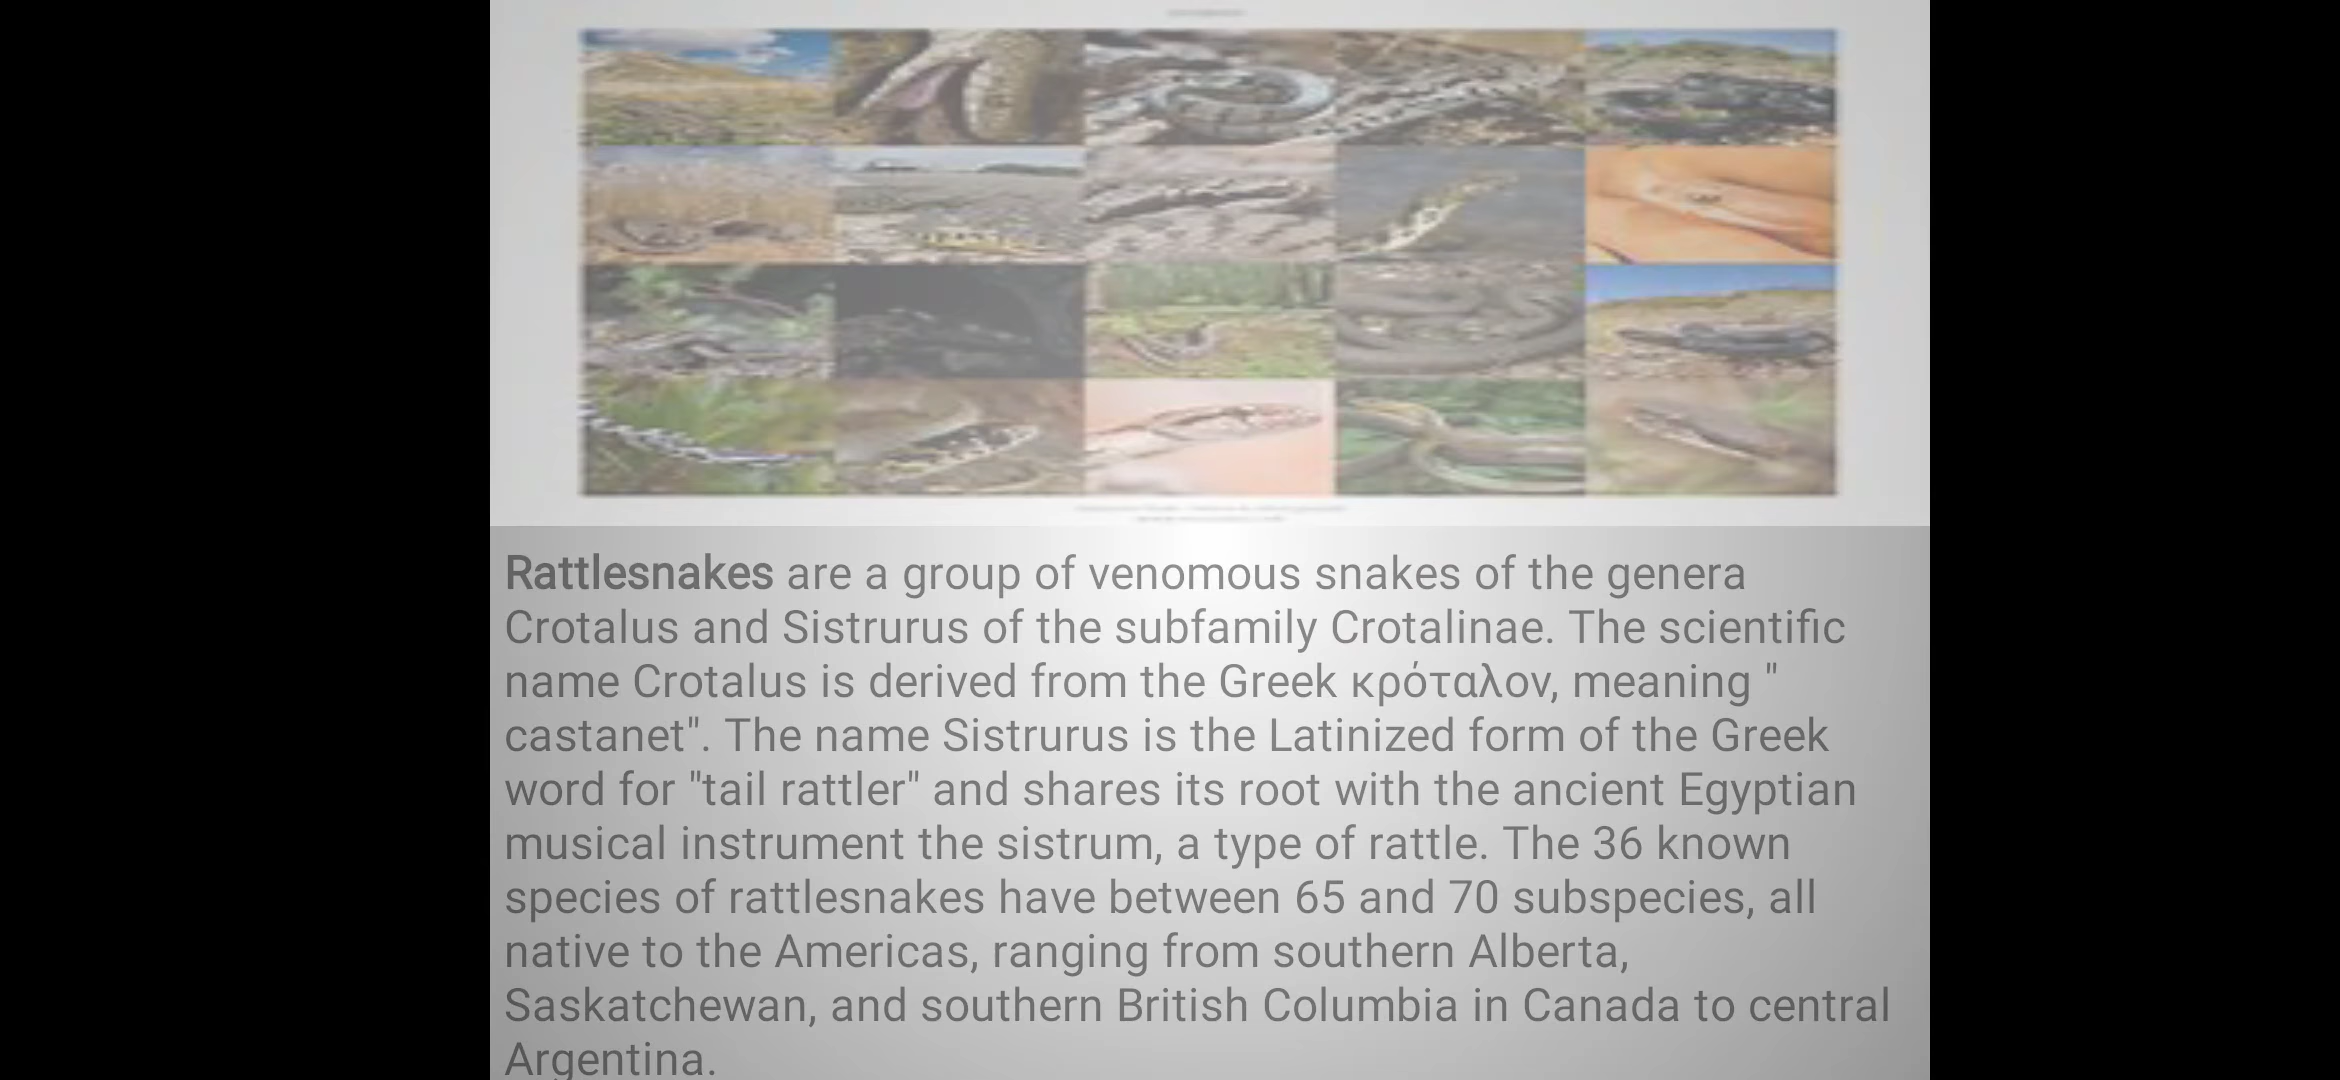 Rattlesnakes are a group of venomous snakes of the genera
Crotalus and Sistrurus of the subfamily Crotalinae. The scientific
name Crotalus is derived from the Greek κρόταλον, meaning "
castanet". The name Sistrurus is the Latinized form of the Greek
word for "tail rattler" and shares its root with the ancient Egyptian
musical instrument the sistrum, a type of rattle. The 36 known
species of rattlesnakes have between 65 and 70 subspecies, all
native to the Americas, ranging from southern Alberta,
Saskatchewan, and southern British Columbia in Canada to central
Argentina.